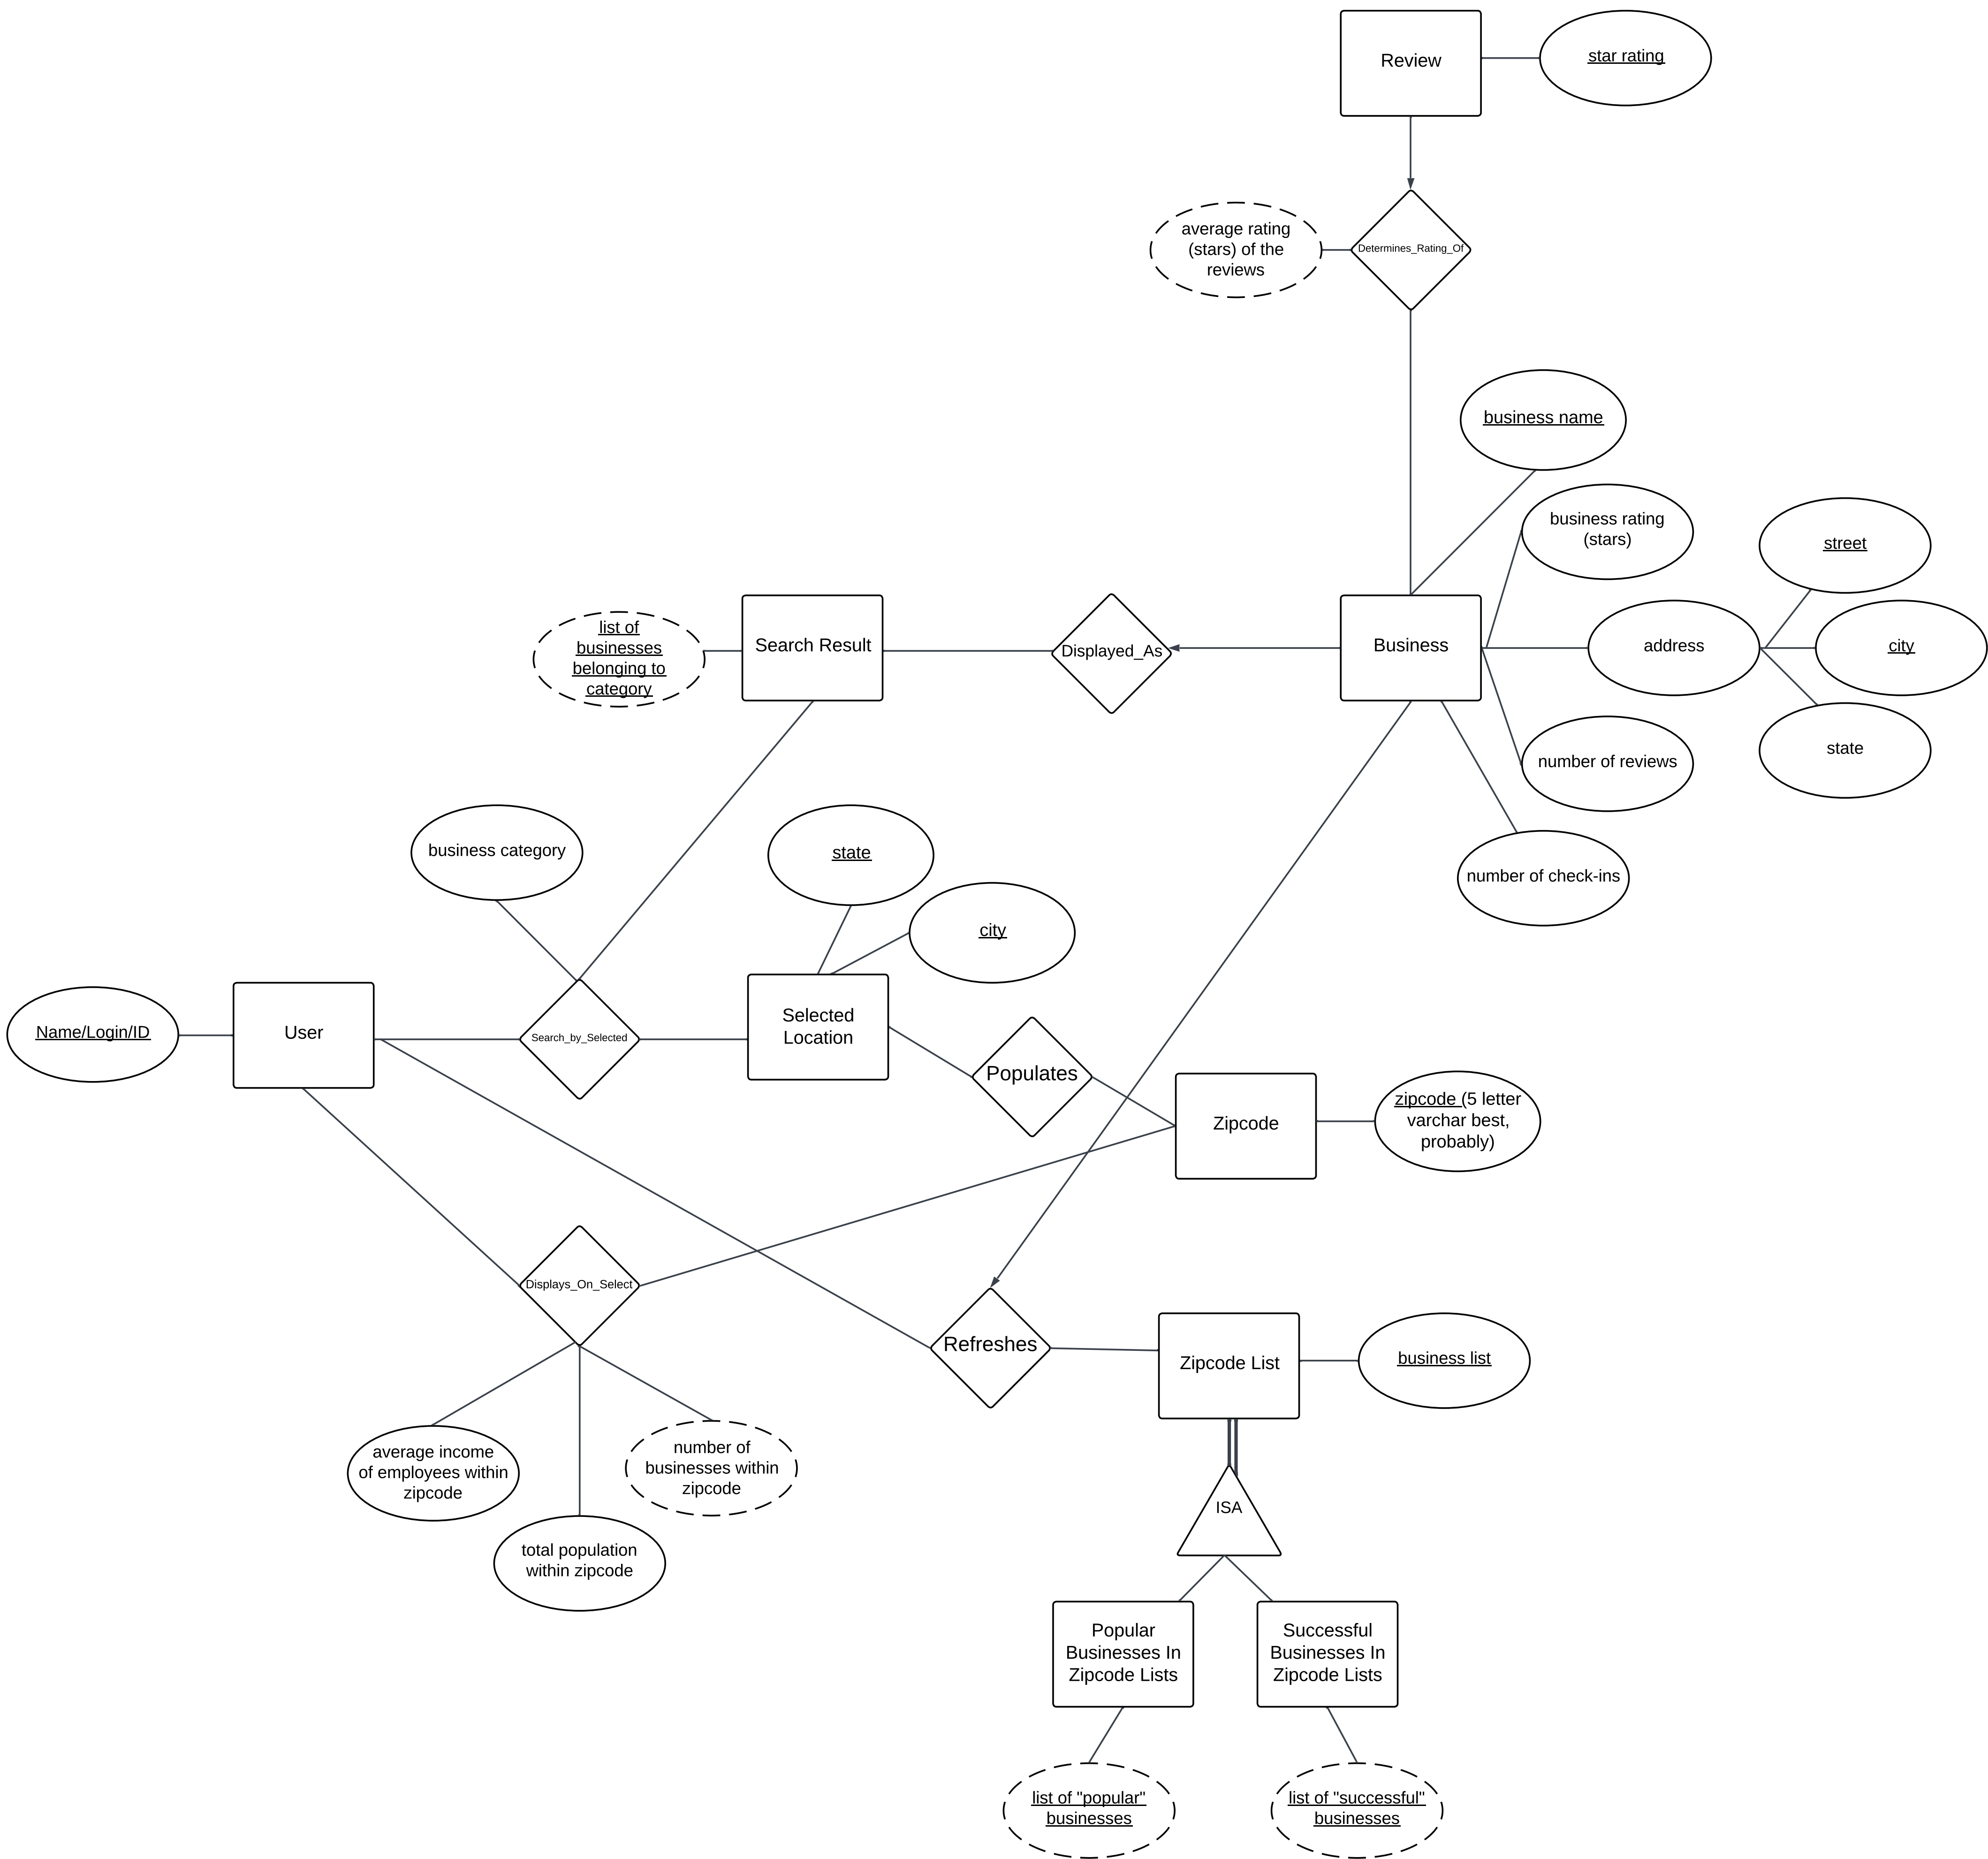 Review
star rating
average rating
(stars) of the
reviews
Determines_Rating_Of
business name
business rating
(stars)
street
list of
businesses
belonging to
category
Search Result
Displayed_As
Business
address
city
state
number of reviews
business category
state
number of check-ins
city
Name/Login/ID
User
Search_by_Selected
Selected
Location
Populates
Zipcode
zipcode (5 letter
varchar best,
probably)
Displays_On_Select
Refreshes
Zipcode List
business list
average income
of employees within
zipcode
number of
businesses within
zipcode
total population
within zipcode
ISA
Popular
Businesses In
Zipcode Lists
Successful
Businesses In
Zipcode Lists
list of "popular"
businesses
list of "successful"
businesses